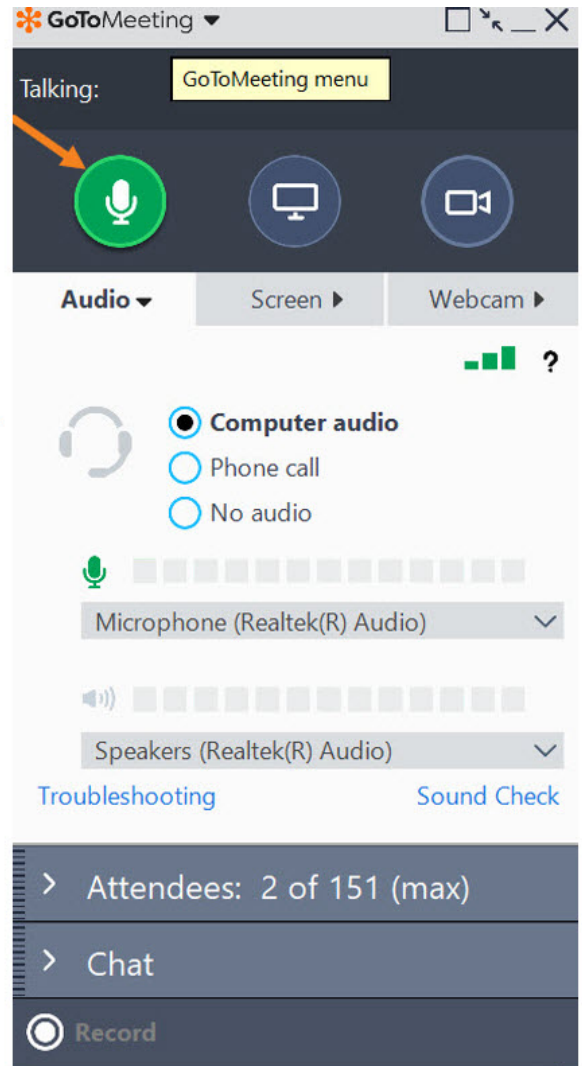 GoToMeeting
Talking:
GoToMeeting menu
Audio
Screen
Webcam
?
Computer audio
Phone call
No audio
Microphone (Realtek(R) Audio)
Speakers (Realtek(R) Audio)
Troubleshooting
Sound Check
Attendees: 2 of 151 (max)
Chat
Record